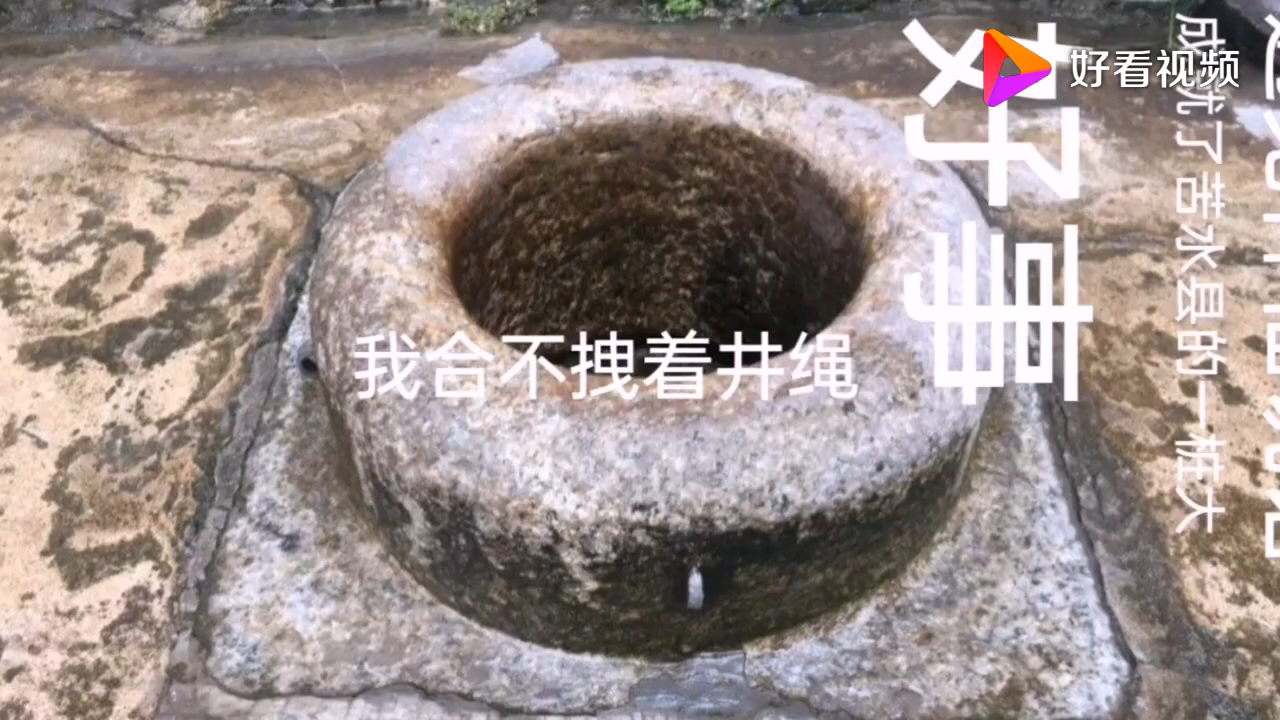 好看视频
我合不拽着井绳
好事
成就了苦水县的一桩大